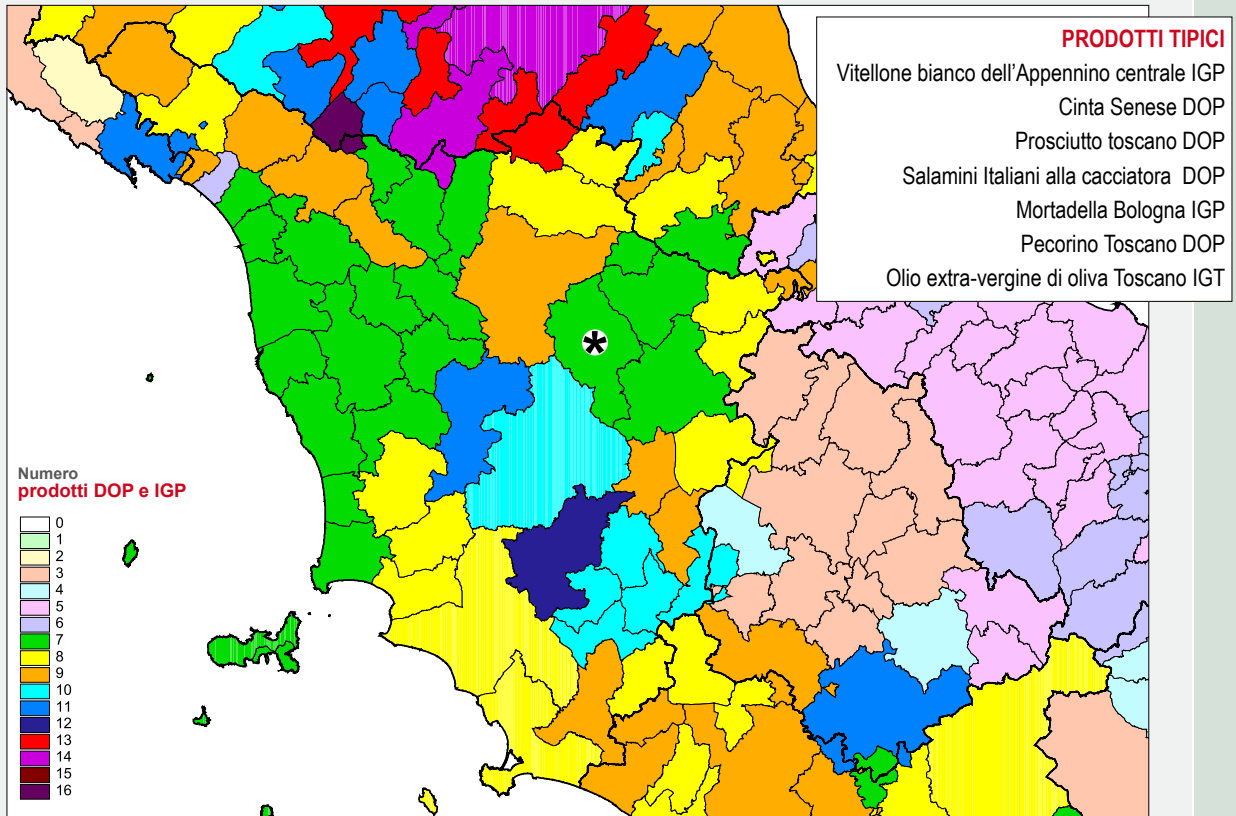 PRODOTTI TIPICI
Vitellone bianco dell'Appennino centrale IGP
Cinta Senese DOP
Prosciutto toscano DOP
Salamini Italiani alla cacciatora DOP
Mortadella Bologna IGP
Pecorino Toscano DOP
Olio extra-vergine di oliva Toscano IGT
*
Numero
prodotti DOP e IGP
0
1
2
3
4
5
6
7
8
9
10
11
12
13
14
15
16